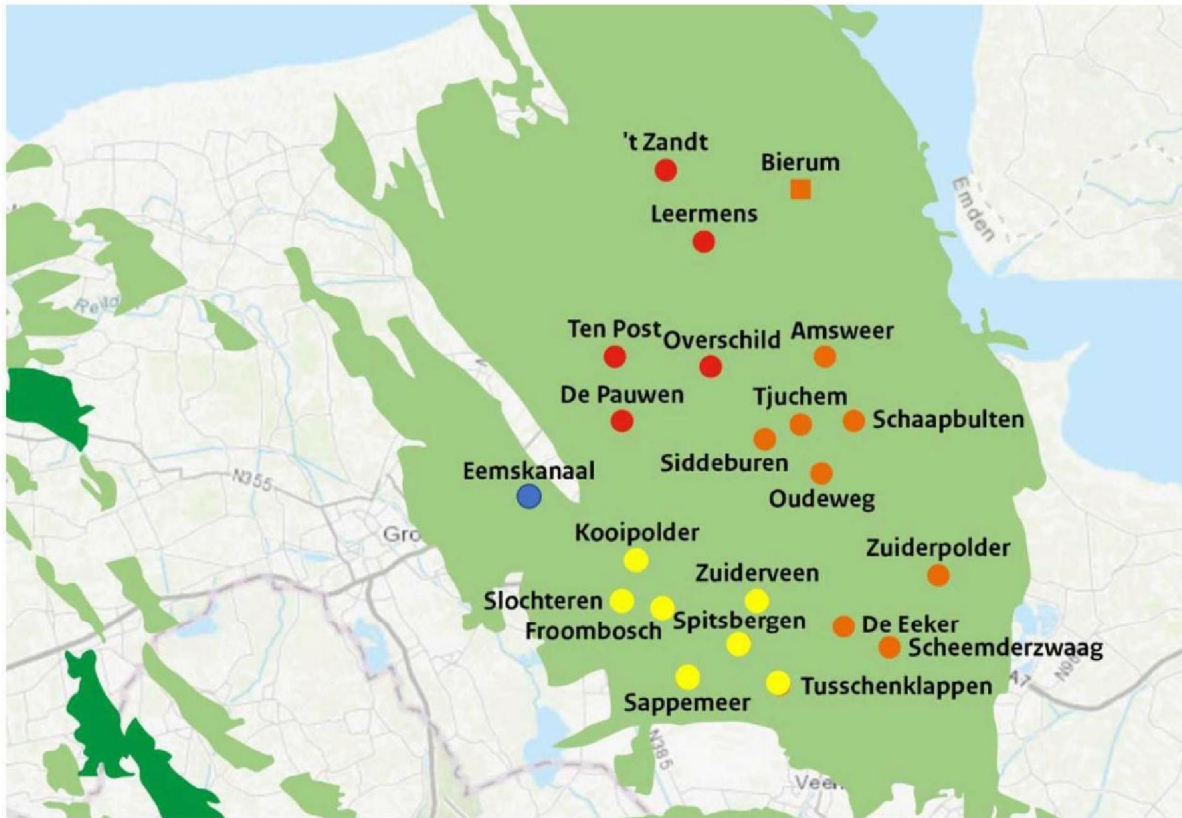 't Zandt
Bierum
Leermens
Emden
Ten Post
Overschild
Amsweer
De Pauwen
Tjuchem
Schaapbulten
Siddeburen
Eemskanaal
Oudeweg
N355
Gro
Kooipolder
Zuiderpolder
Zuiderveen
Slochteren
Froombosch
Spitsbergen
De Eeker
Scheemderzwaag
Sappemeer
Tusschenklappen
A7
N385
Veen